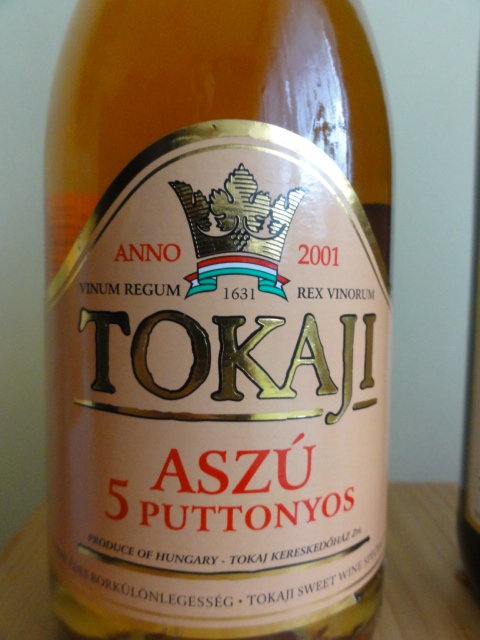 ANNO 2001
VINUM REGUM 1631 REX VINORUM
TOKAJI
ASZÚ
5 PUTTONYOS
PRODUCE OF HUNGARY - TOKAJ KERESKEDŐHÁZ Zrt.
BORKÜLÖNLEGESSÉG • TOKAJI SWEET WINE